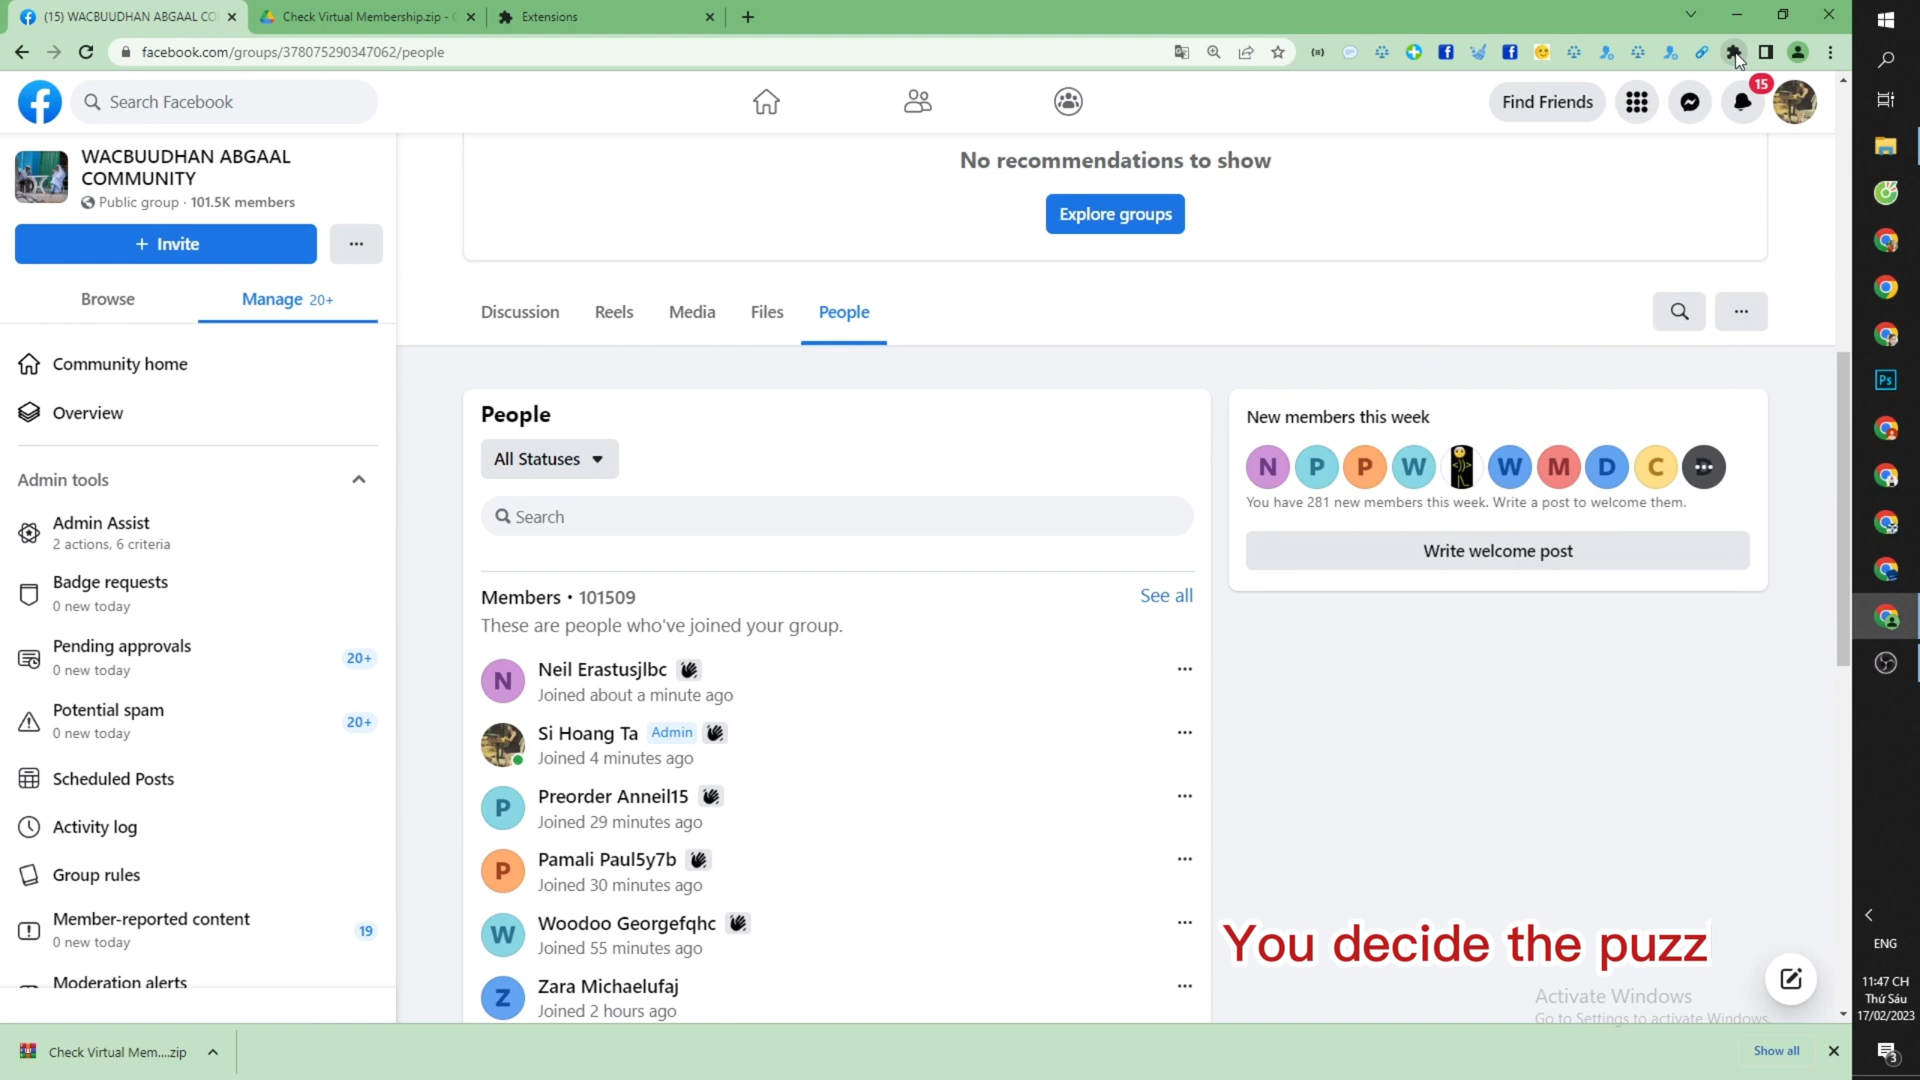 (15) WACBUUDHAN ABGAAL CO
Check Virtual Membership.zip -
Extensions
facebook.com/groups/378075290347062/people
Search Facebook
Find Friends
15
WACBUUDHAN ABGAAL
COMMUNITY
Public group · 101.5K members
+ Invite
Browse
Manage 20+
Community home
Overview
Admin tools
Admin Assist
2 actions, 6 criteria
Badge requests
0 new today
Pending approvals
0 new today
20+
Potential spam
0 new today
20+
Scheduled Posts
Activity log
Group rules
Member-reported content
0 new today
19
Moderation alerts
No recommendations to show
Explore groups
Discussion
Reels
Media
Files
People
People
All Statuses
Search
Members · 101509
See all
These are people who've joined your group.
N
Neil Erastusjlbc
Joined about a minute ago
Si Hoang Ta Admin
Joined 4 minutes ago
P
Preorder Anneil15
Joined 29 minutes ago
P
Pamali Paul5y7b
Joined 30 minutes ago
W
Woodoo Georgefqhc
Joined 55 minutes ago
Z
Zara Michaelufaj
Joined 2 hours ago
New members this week
N P P W W M D C
You have 281 new members this week. Write a post to welcome them.
Write welcome post
You decide the puzz
Activate Windows
Go to Settings to activate Windows.
Check Virtual Mem....zip
Show all
Ps
ENG
11:47 CH
Thứ Sáu
17/02/2023
3